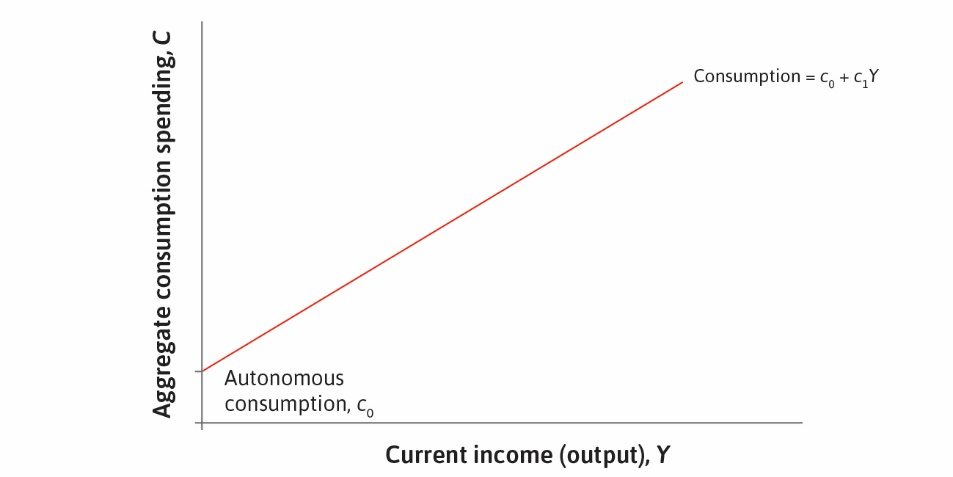 Aggregate consumption spending, C
Consumption = c₀ + c₁Y
Autonomous
consumption, c₀
Current income (output), Y